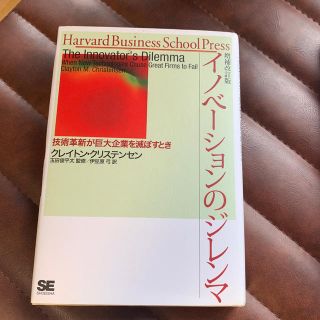 Harvard Business School Press
The Innovator's Dilemma
When New Technologies Cause Great Firms to Fail
Clayton M. Christensen
増補改訂版
イノベーションのジレンマ
技術革新が巨大企業を滅ぼすとき
クレイトン・クリステンセン
玉田俊平太 監修／伊豆原 弓 訳
SE
SHOEISHA